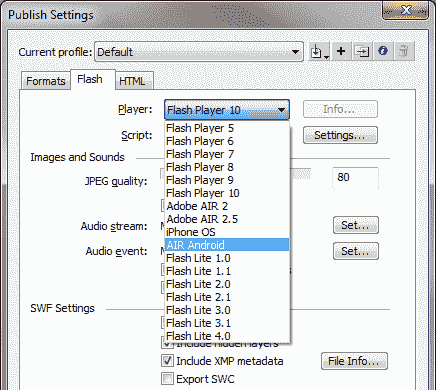 Publish Settings
Current profile: Default
Formats Flash HTML
Player: Flash Player 10 Info...
Script: Settings...
Flash Player 5
Flash Player 6
Flash Player 7
Flash Player 8
Flash Player 9
Flash Player 10
Adobe AIR 2
Adobe AIR 2.5
iPhone OS
AIR Android
Flash Lite 1.0
Flash Lite 1.1
Flash Lite 2.0
Flash Lite 2.1
Flash Lite 3.0
Flash Lite 3.1
Flash Lite 4.0
Images and Sounds
JPEG quality: 80
Audio stream: Set...
Audio event: Set...
SWF Settings
Include hidden layers
Include XMP metadata File Info...
Export SWC